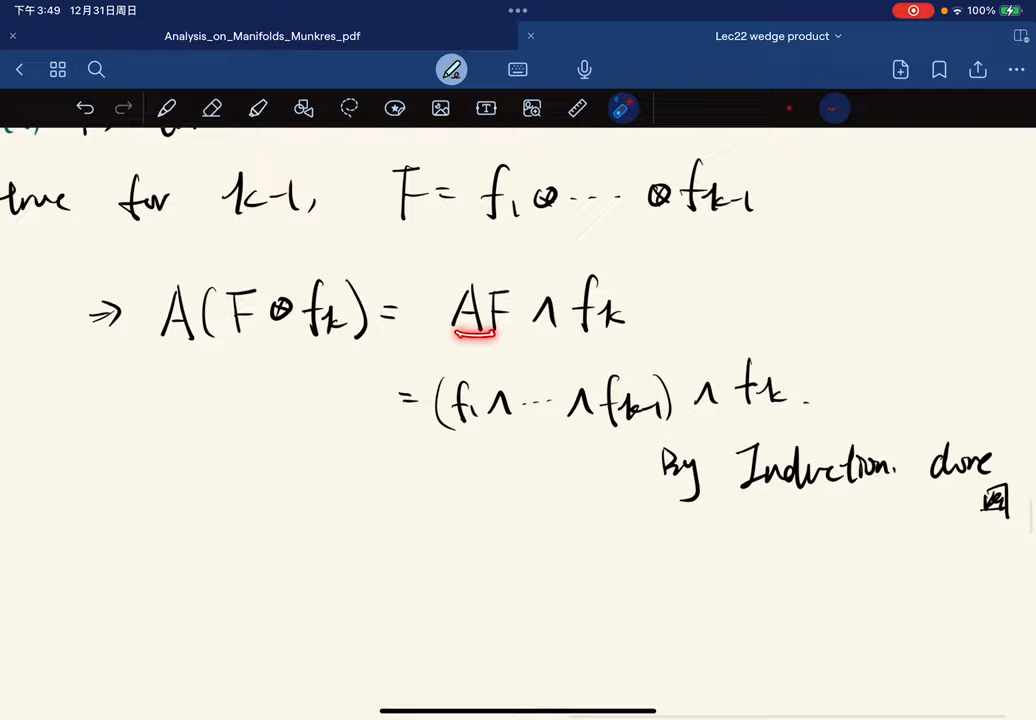 下午3:49 12月31日周日
100%
Analysis_on_Manifolds_Munkres_pdf
Lec22 wedge product
true for k-1, F = f₁ ⊗ ··· ⊗ fₖ₋₁
⇒ A(F ⊗ fₖ) = AF ∧ fₖ
= (f₁ ∧ ··· ∧ fₖ₋₁) ∧ fₖ.
By Induction. done